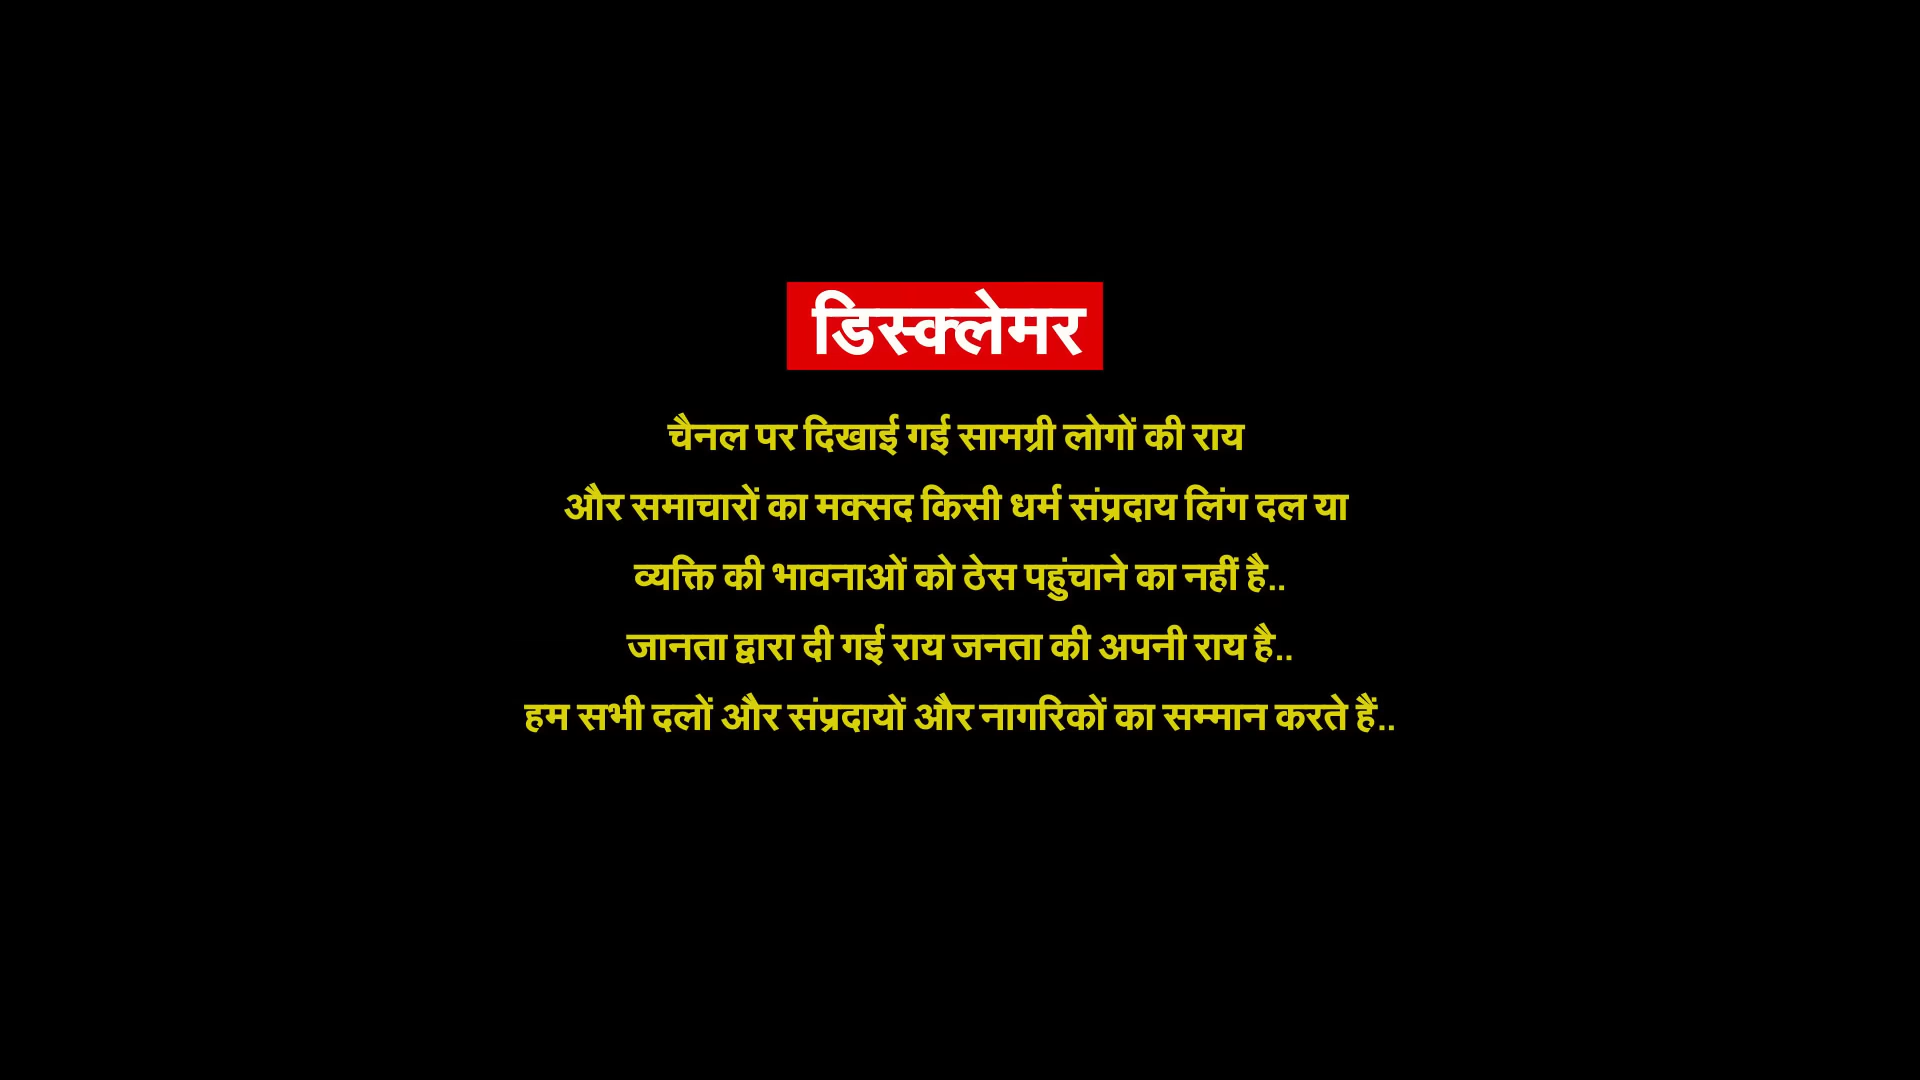 डिस्क्लेमर
चैनल पर दिखाई गई सामग्री लोगों की राय
और समाचारों का मक्सद किसी धर्म संप्रदाय लिंग दल या
व्यक्ति की भावनाओं को ठेस पहुंचाने का नहीं है..
जानता द्वारा दी गई राय जनता की अपनी राय है..
हम सभी दलों और संप्रदायों और नागरिकों का सम्मान करते हैं..